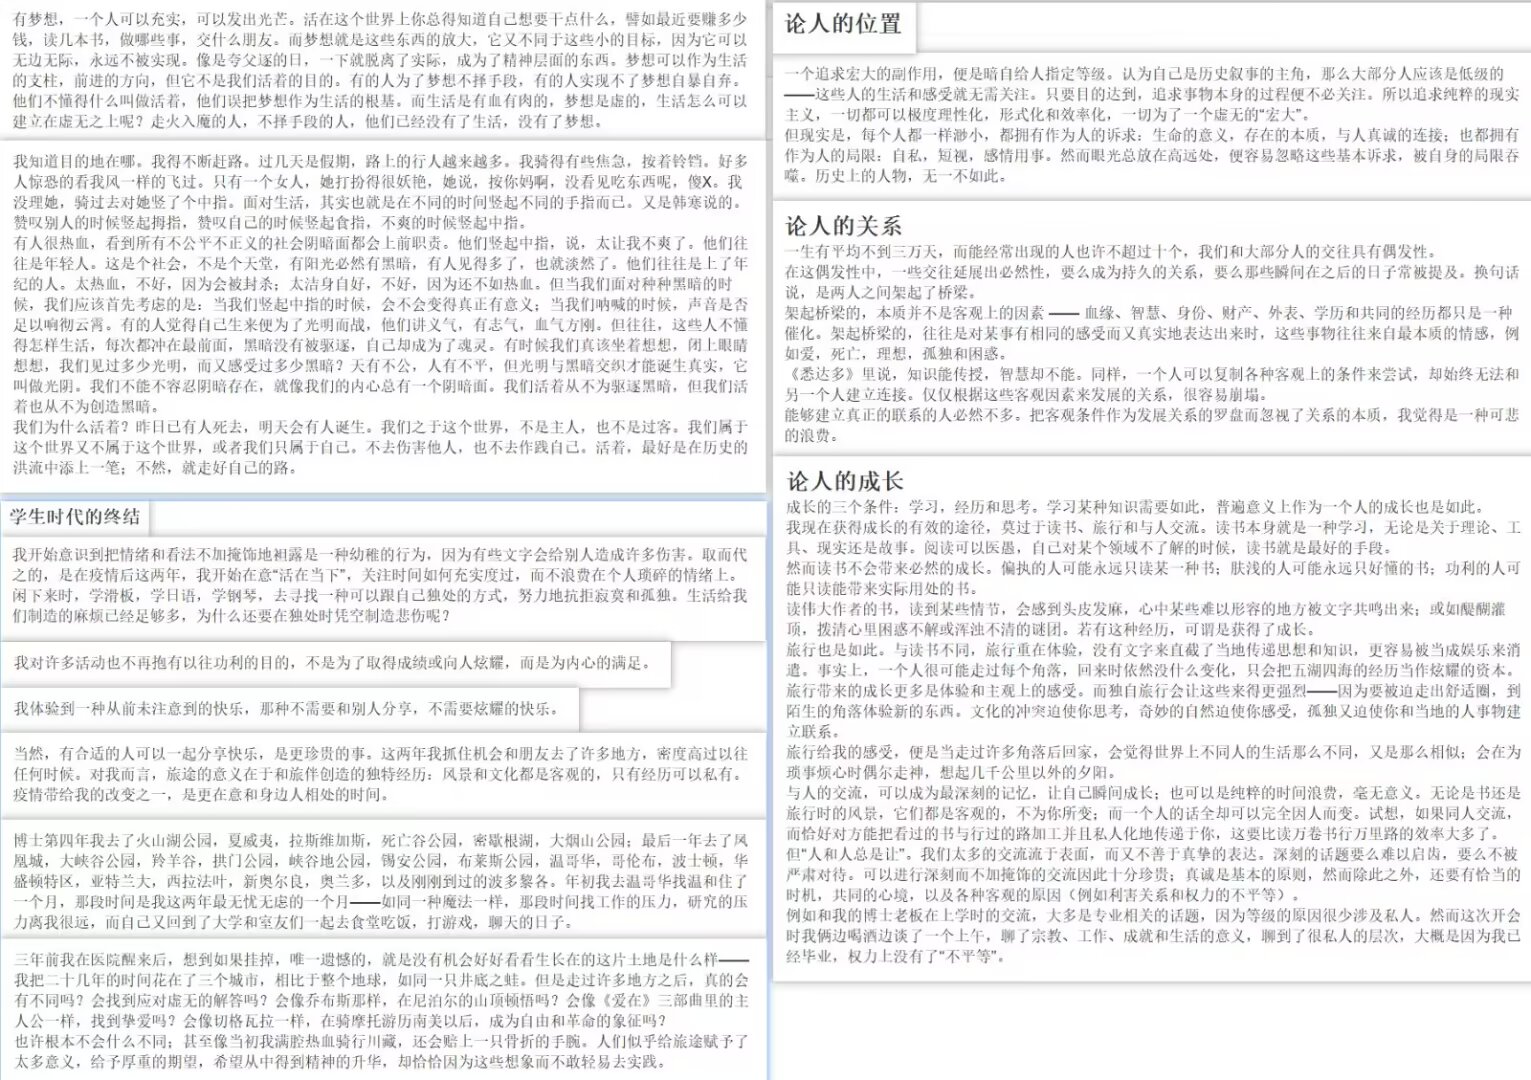 有梦想，一个人可以充实，可以发出光芒。活在这个世界上你总得知道自己想要干点什么，譬如最近要赚多少
钱，读几本书，做哪些事，交什么朋友。而梦想就是这些东西的放大，它又不同于这些小的目标，因为它可以
无边无际，永远不被实现。像是夸父逐的日，一下就脱离了实际，成为了精神层面的东西。梦想可以作为生活
的支柱，前进的方向，但它不是我们活着的目的。有的人为了梦想不择手段，有的人实现不了梦想自暴自弃。
他们不懂得什么叫做活着，他们误把梦想作为生活的根基。而生活是有血有肉的，梦想是虚的，生活怎么可以
建立在虚无之上呢？走火入魔的人，不择手段的人，他们已经没有了生活，没有了梦想。
我知道目的地在哪。我得不断赶路。过几天是假期，路上的行人越来越多。我骑得有些焦急，按着铃铛。好多
人惊恐的看我风一样的飞过。只有一个女人，她打扮得很妖艳，她说，按你妈啊，没看见吃东西呢，傻X。我
没理她，骑过去对她竖了个中指。面对生活，其实也就是在不同的时间竖起不同的手指而已。又是韩寒说的。
赞叹别人的时候竖起拇指，赞叹自己的时候竖起食指，不爽的时候竖起中指。
有人很热血，看到所有不公平不正义的社会阴暗面都会上前职责。他们竖起中指，说，太让我不爽了。他们往
往是年轻人。这是个社会，不是个天堂，有阳光必然有黑暗，有人见得多了，也就淡然了。他们往往是上了年
纪的人。太热血，不好，因为会被封杀；太洁身自好，不好，因为还不如热血。但当我们面对种种黑暗的时
候，我们应该首先考虑的是：当我们竖起中指的时候，会不会变得真正有意义；当我们呐喊的时候，声音是否
足以响彻云霄。有的人觉得自己生来便为了光明而战，他们讲义气，有志气，血气方刚。但往往，这些人不懂
得怎样生活，每次都冲在最前面，黑暗没有被驱逐，自己却成为了魂灵。有时候我们真该坐着想想，闭上眼睛
想想，我们见过多少光明，而又感受过多少黑暗？天有不公，人有不平，但光明与黑暗交织才能诞生真实，它
叫做光阴。我们不能不容忍阴暗存在，就像我们的内心总有一个阴暗面。我们活着从不为驱逐黑暗，但我们活
着也从不为创造黑暗。
我们为什么活着？昨日已有人死去，明天会有人诞生。我们之于这个世界，不是主人，也不是过客。我们属于
这个世界又不属于这个世界，或者我们只属于自己。不去伤害他人，也不去作践自己。活着，最好是在历史的
洪流中添上一笔；不然，就走好自己的路。
学生时代的终结
我开始意识到把情绪和看法不加掩饰地袒露是一种幼稚的行为，因为有些文字会给别人造成许多伤害。取而代
之的，是在疫情后这两年，我开始在意“活在当下”，关注时间如何充实度过，而不浪费在个人琐碎的情绪上。
闲下来时，学滑板，学日语，学钢琴，去寻找一种可以跟自己独处的方式，努力地抗拒寂寞和孤独。生活给我
们制造的麻烦已经足够多，为什么还要在独处时凭空制造悲伤呢？
我对许多活动也不再抱有以往功利的目的，不是为了取得成绩或向人炫耀，而是为内心的满足。
我体验到一种从前未注意到的快乐，那种不需要和别人分享，不需要炫耀的快乐。
当然，有合适的人可以一起分享快乐，是更珍贵的事。这两年我抓住机会和朋友去了许多地方，密度高过以往
任何时候。对我而言，旅途的意义在于和旅伴创造的独特经历：风景和文化都是客观的，只有经历可以私有。
疫情带给我的改变之一，是更在意和身边人相处的时间。
博士第四年我去了火山湖公园，夏威夷，拉斯维加斯，死亡谷公园，密歇根湖，大烟山公园；最后一年去了凤
凰城，大峡谷公园，羚羊谷，拱门公园，峡谷地公园，锡安公园，布莱斯公园，温哥华，哥伦布，波士顿，华
盛顿特区，亚特兰大，西拉法叶，新奥尔良，奥兰多，以及刚刚到过的波多黎各。年初我去温哥华找温和住了
一个月，那段时间是我这两年最无忧无虑的一个月——如同一种魔法一样，那段时间找工作的压力，研究的压
力离我很远，而自己又回到了大学和室友们一起去食堂吃饭，打游戏，聊天的日子。
三年前我在医院醒来后，想到如果挂掉，唯一遗憾的，就是没有机会好好看看生长在的这片土地是什么样——
我把二十几年的时间花在了三个城市，相比于整个地球，如同一只井底之蛙。但是走过许多地方之后，真的会
有不同吗？会找到应对虚无的解答吗？会像乔布斯那样，在尼泊尔的山顶顿悟吗？会像《爱在》三部曲里的主
人公一样，找到挚爱吗？会像切格瓦拉一样，在骑摩托游历南美以后，成为自由和革命的象征吗？
也许根本不会什么不同；甚至像当初我满腔热血骑行川藏，还会赔上一只骨折的手腕。人们似乎给旅途赋予了
太多意义，给予厚重的期望，希望从中得到精神的升华，却恰恰因为这些想象而不敢轻易去实践。
论人的位置
一个追求宏大的副作用，便是暗自给人指定等级。认为自己是历史叙事的主角，那么大部分人应该是低级的
——这些人的生活和感受就无需关注。只要目的达到，追求事物本身的过程便不必关注。所以追求纯粹的现实
主义，一切都可以极度理性化，形式化和效率化，一切为了一个虚无的“宏大”。
但现实是，每个人都一样渺小，都拥有作为人的诉求：生命的意义，存在的本质，与人真诚的连接；也都拥有
作为人的局限：自私，短视，感情用事。然而眼光总放在高远处，便容易忽略这些基本诉求，被自身的局限吞
噬。历史上的人物，无一不如此。
论人的关系
一生有平均不到三万天，而能经常出现的人也许不超过十个，我们和大部分人的交往具有偶发性。
在这偶发性中，一些交往延展出必然性，要么成为持久的关系，要么那些瞬间在之后的日子常被提及。换句话
说，是两人之间架起了桥梁。
架起桥梁的，本质并不是客观上的因素 —— 血缘、智慧、身份、财产、外表、学历和共同的经历都只是一种
催化。架起桥梁的，往往是对某事有相同的感受而又真实地表达出来时，这些事物往往来自最本质的情感，例
如爱，死亡，理想，孤独和困惑。
《悉达多》里说，知识能传授，智慧却不能。同样，一个人可以复制各种客观上的条件来尝试，却始终无法和
另一个人建立连接。仅仅根据这些客观因素来发展的关系，很容易崩塌。
能够建立真正的联系的人必然不多。把客观条件作为发展关系的罗盘而忽视了关系的本质，我觉得是一种可悲
的浪费。
论人的成长
成长的三个条件：学习，经历和思考。学习某种知识需要如此，普遍意义上作为一个人的成长也是如此。
我现在获得成长的有效的途径，莫过于读书、旅行和与人交流。读书本身就是一种学习，无论是关于理论、工
具、现实还是故事。阅读可以医愚，自己对某个领域不了解的时候，读书就是最好的手段。
然而读书不会带来必然的成长。偏执的人可能永远只读某一种书；肤浅的人可能永远只好懂的书；功利的人可
能只读能带来实际用处的书。
读伟大作者的书，读到某些情节，会感到头皮发麻，心中某些难以形容的地方被文字共鸣出来；或如醍醐灌
顶，拨清心里困惑不解或浑浊不清的谜团。若有这种经历，可谓是获得了成长。
旅行也是如此。与读书不同，旅行重在体验，没有文字来直截了当地传递思想和知识，更容易被当成娱乐来消
遣。事实上，一个人很可能走过每个角落，回来时依然没什么变化，只会把五湖四海的经历当作炫耀的资本。
旅行带来的成长更多是体验和主观上的感受。而独自旅行会让这些来得更强烈——因为要被迫走出舒适圈，到
陌生的角落体验新的东西。文化的冲突迫使你思考，奇妙的自然迫使你感受，孤独又迫使你和当地的人事物建
立联系。
旅行给我的感受，便是当走过许多角落后回家，会觉得世界上不同人的生活那么不同，又是那么相似；会在为
琐事烦心时偶尔走神，想起几千公里以外的夕阳。
与人的交流，可以成为最深刻的记忆，让自己瞬间成长；也可以是纯粹的时间浪费，毫无意义。无论是书还是
旅行时的风景，它们都是客观的，不为你所变；而一个人的话全却可以完全因人而变。试想，如果同人交流，
而恰好对方能把看过的书与行过的路加工并且私人化地传递于你，这要比读万卷书行万里路的效率大多了。
但“人和人总是让”。我们太多的交流流于表面，而又不善于真挚的表达。深刻的话题要么难以启齿，要么不被
严肃对待。可以进行深刻而不加掩饰的交流因此十分珍贵；真诚是基本的原则，然而除此之外，还要有恰当的
时机，共同的心境，以及各种客观的原因（例如利害关系和权力的不平等）。
例如和我的博士老板在上学时的交流，大多是专业相关的话题，因为等级的原因很少涉及私人。然而这次开会
时我俩边喝酒边谈了一个上午，聊了宗教、工作、成就和生活的意义，聊到了很私人的层次，大概是因为我已
经毕业，权力上没有了“不平等”。